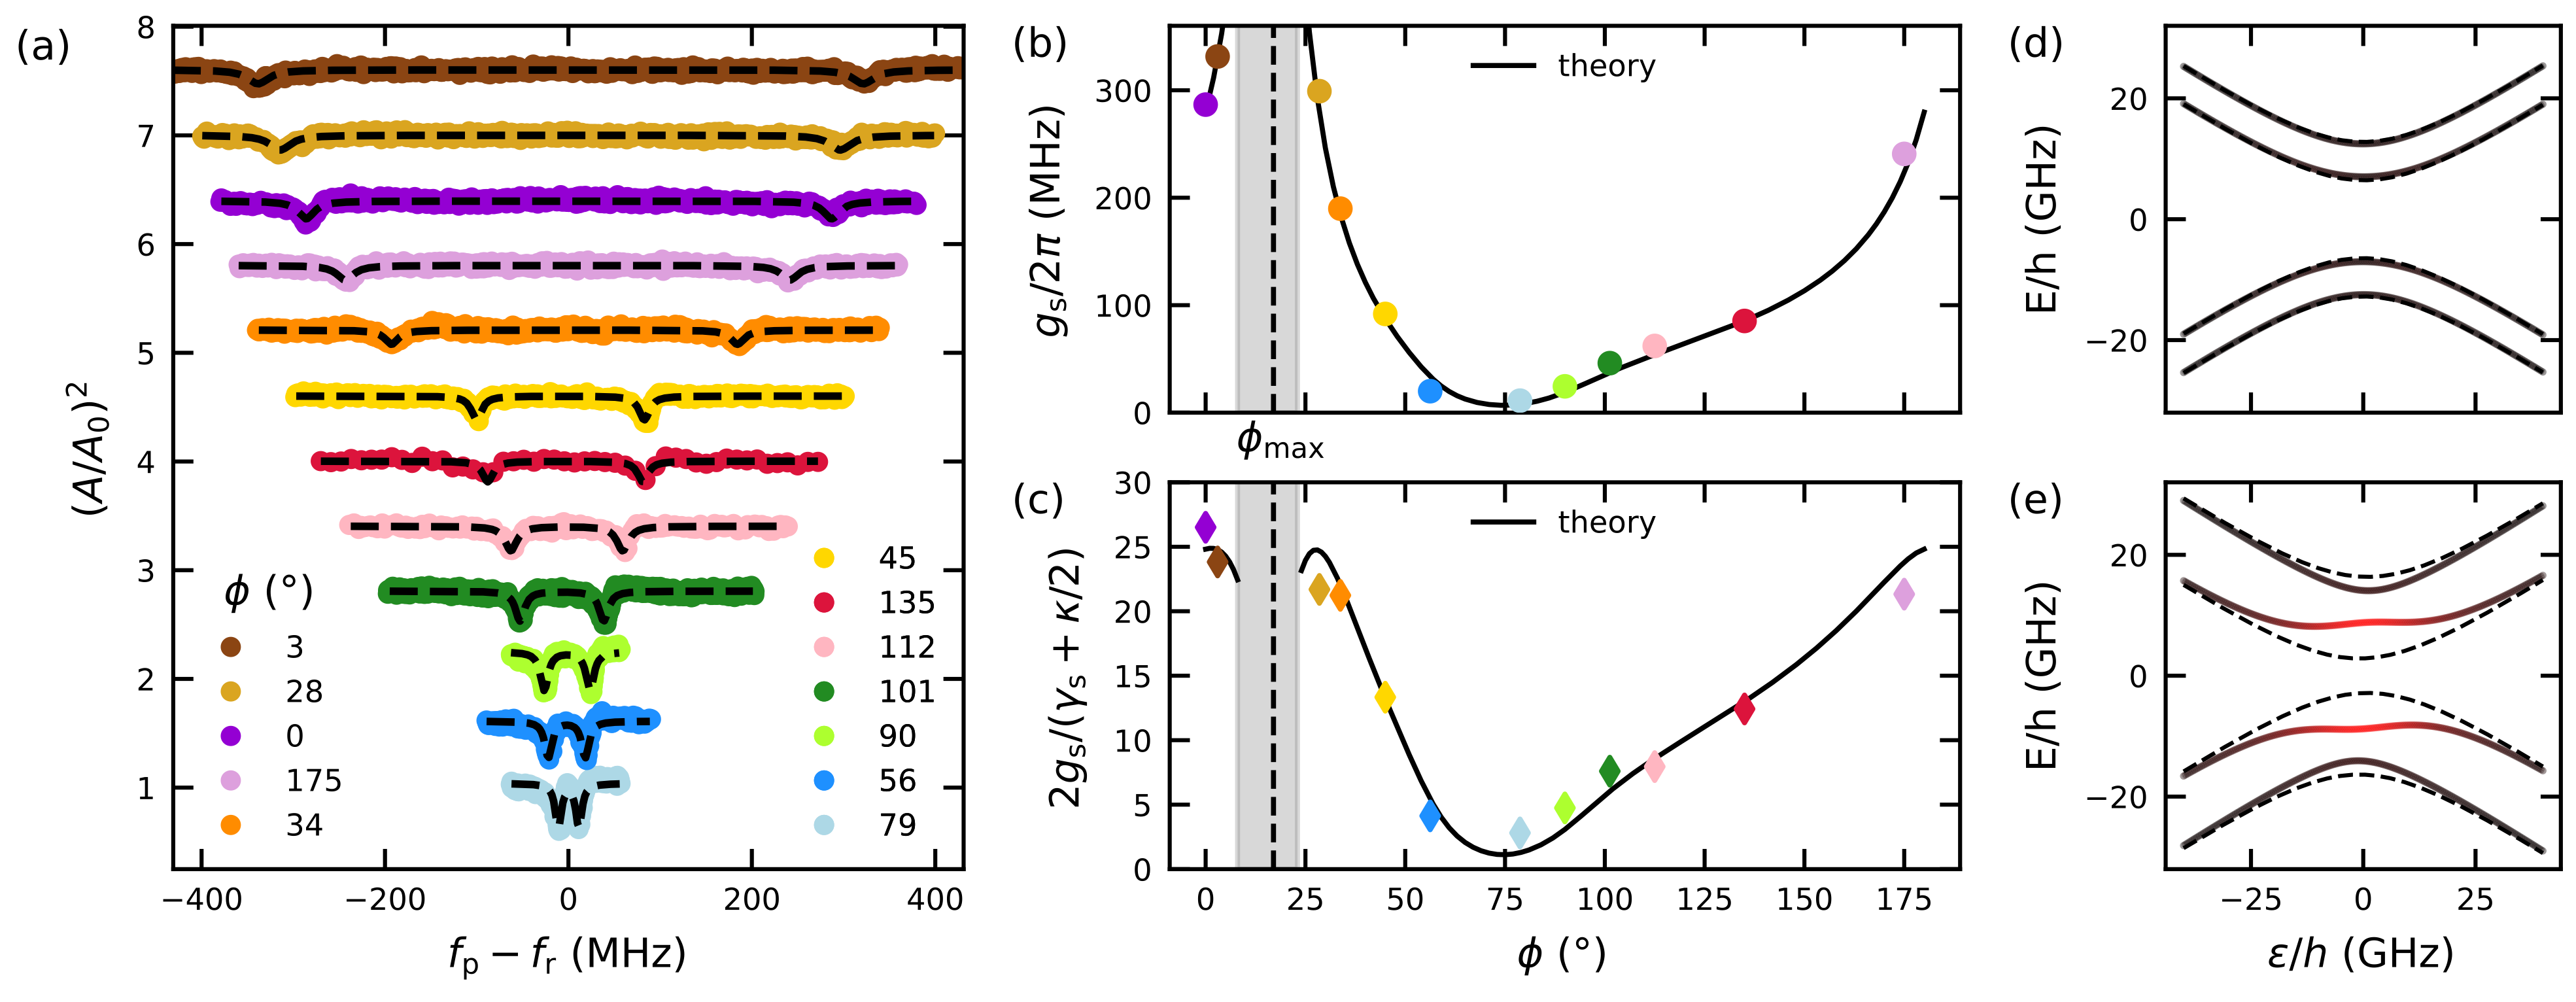 (a)
8
7
6
5
4
3
2
1
(A/A₀)²
ϕ (°)
3
28
0
175
34
45
135
112
101
90
56
79
−400 −200 0 200 400
fₚ − fᵣ (MHz)
(b)
300
200
100
0
gₛ/2π (MHz)
theory
ϕmax
(c)
30
25
20
15
10
5
0
2gₛ/(γₛ + κ/2)
theory
0 25 50 75 100 125 150 175
ϕ (°)
(d)
20
0
−20
E/h (GHz)
(e)
20
0
−20
E/h (GHz)
−25 0 25
ε/h (GHz)